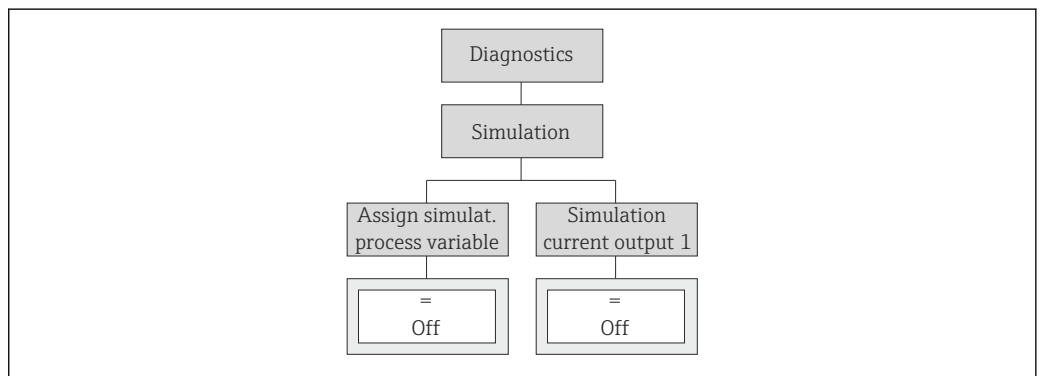 Diagnostics
Simulation
Assign simulat.
process variable
Simulation
current output 1
=
Off
=
Off